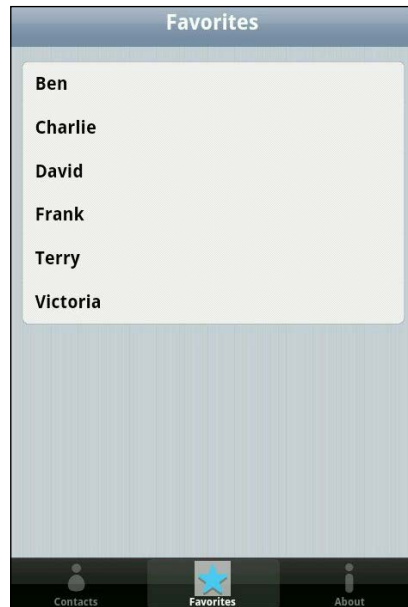 Favorites
Ben
Charlie
David
Frank
Terry
Victoria
Contacts Favorites About